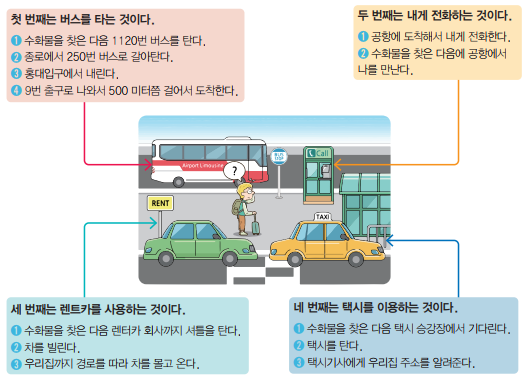 첫 번째는 버스를 타는 것이다.
1 수화물을 찾은 다음 1120번 버스를 탄다.
2 종로에서 250번 버스로 갈아탄다.
3 홍대입구에서 내린다.
4 9번 출구로 나와서 500 미터쯤 걸어서 도착한다.
두 번째는 내게 전화하는 것이다.
1 공항에 도착해서 내게 전화한다.
2 수화물을 찾은 다음에 공항에서
나를 만난다.
Airport Limousine
?
BUS
STOP
Call
RENT
TAXI
세 번째는 렌트카를 사용하는 것이다.
1 수화물을 찾은 다음 렌터카 회사까지 셔틀을 탄다.
2 차를 빌린다.
3 우리집까지 경로를 따라 차를 몰고 온다.
네 번째는 택시를 이용하는 것이다.
1 수화물을 찾은 다음 택시 승강장에서 기다린다.
2 택시를 탄다.
3 택시기사에게 우리집 주소를 알려준다.